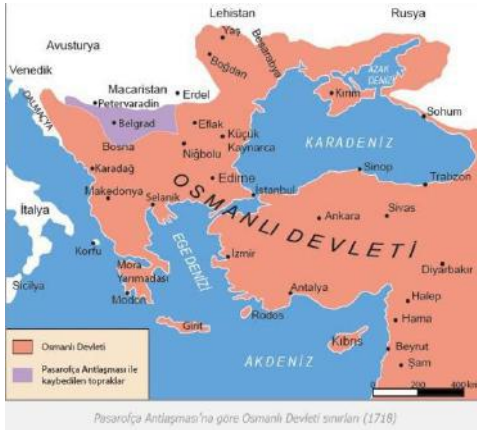 Lehistan
Rusya
Avusturya
Yaş
Besarabya
Boğdan
Venedik
Macaristan
Erdel
AZAK
DENİZİ
Petervaradin
Kırım
DALMAÇYA
Belgrad
Eflak
Sohum
Bosna
Küçük
Kaynarca
KARADENİZ
Niğbolu
Karadağ
Sinop
Edirne
Trabzon
Makedonya
Selanik
İstanbul
İtalya
OSMANLI DEVLETİ
Ankara
Sivas
Korfu
EGE DENİZİ
İzmir
Diyarbakır
Mora
Yarımadası
Sicilya
Antalya
Modon
Halep
Rodos
Hama
Girit
Kıbrıs
Osmanlı Devleti
Beyrut
Pasarofça Antlaşması ile
kaybedilen topraklar
AKDENİZ
Şam
0 200 400 km
Pasarofça Antlaşması'na göre Osmanlı Devleti sınırları (1718)